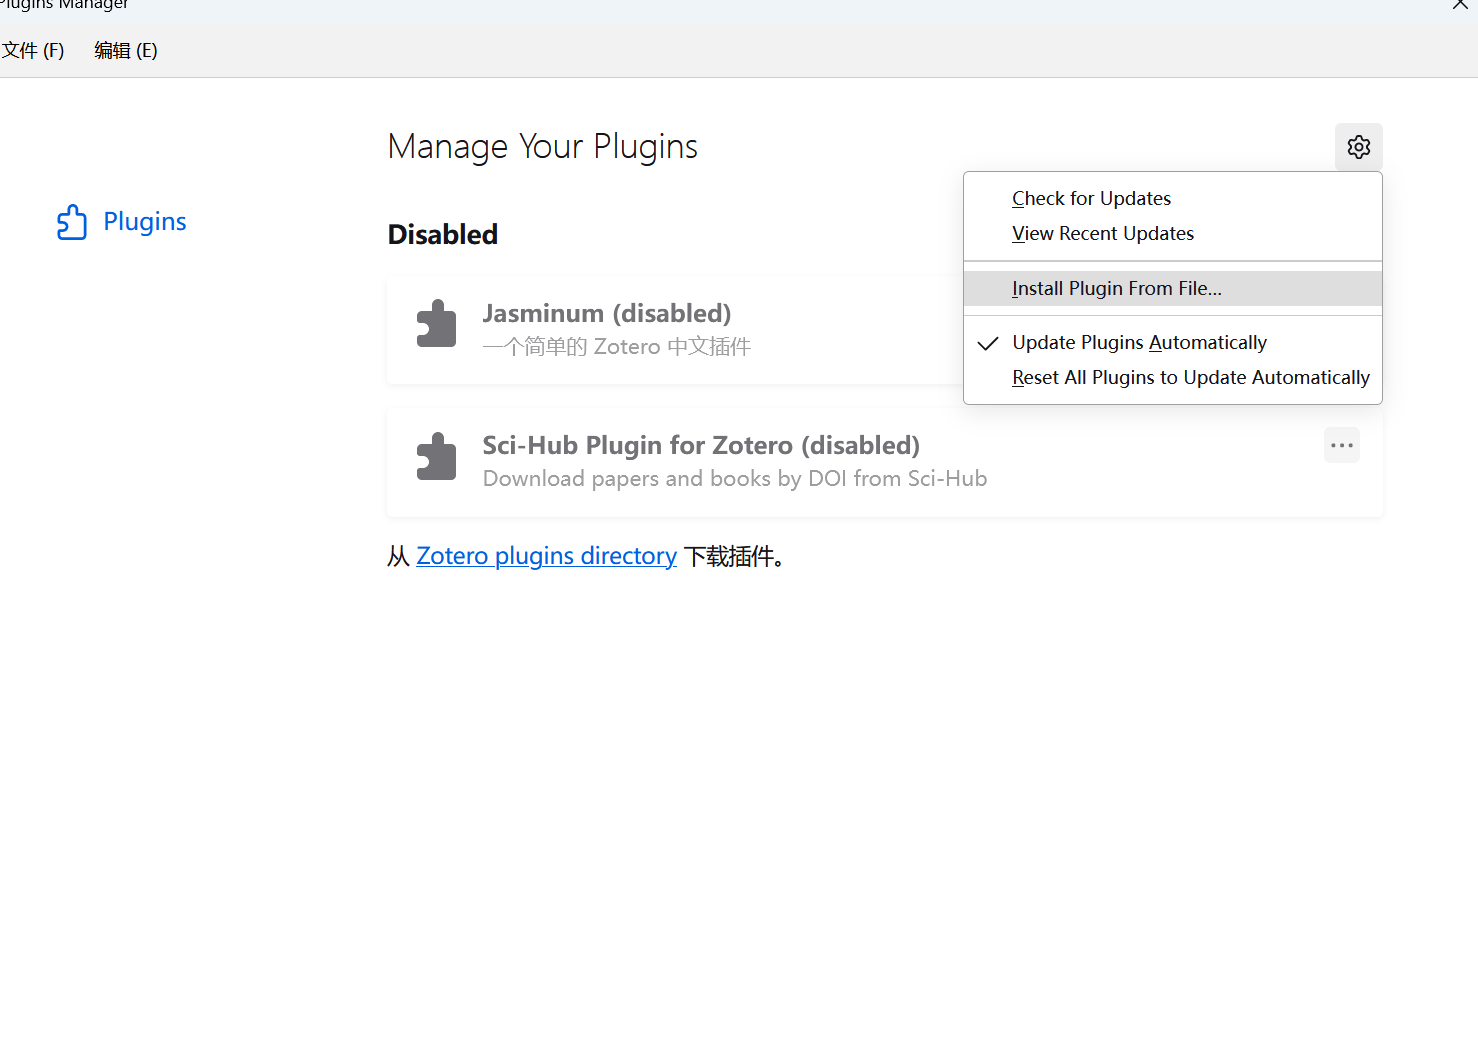 Plugins Manager
文件 (F) 编辑 (E)
Manage Your Plugins
Plugins
Check for Updates
View Recent Updates
Install Plugin From File...
Update Plugins Automatically
Reset All Plugins to Update Automatically
Disabled
Jasminum (disabled)
一个简单的 Zotero 中文插件
Sci-Hub Plugin for Zotero (disabled)
Download papers and books by DOI from Sci-Hub
从 Zotero plugins directory 下载插件。